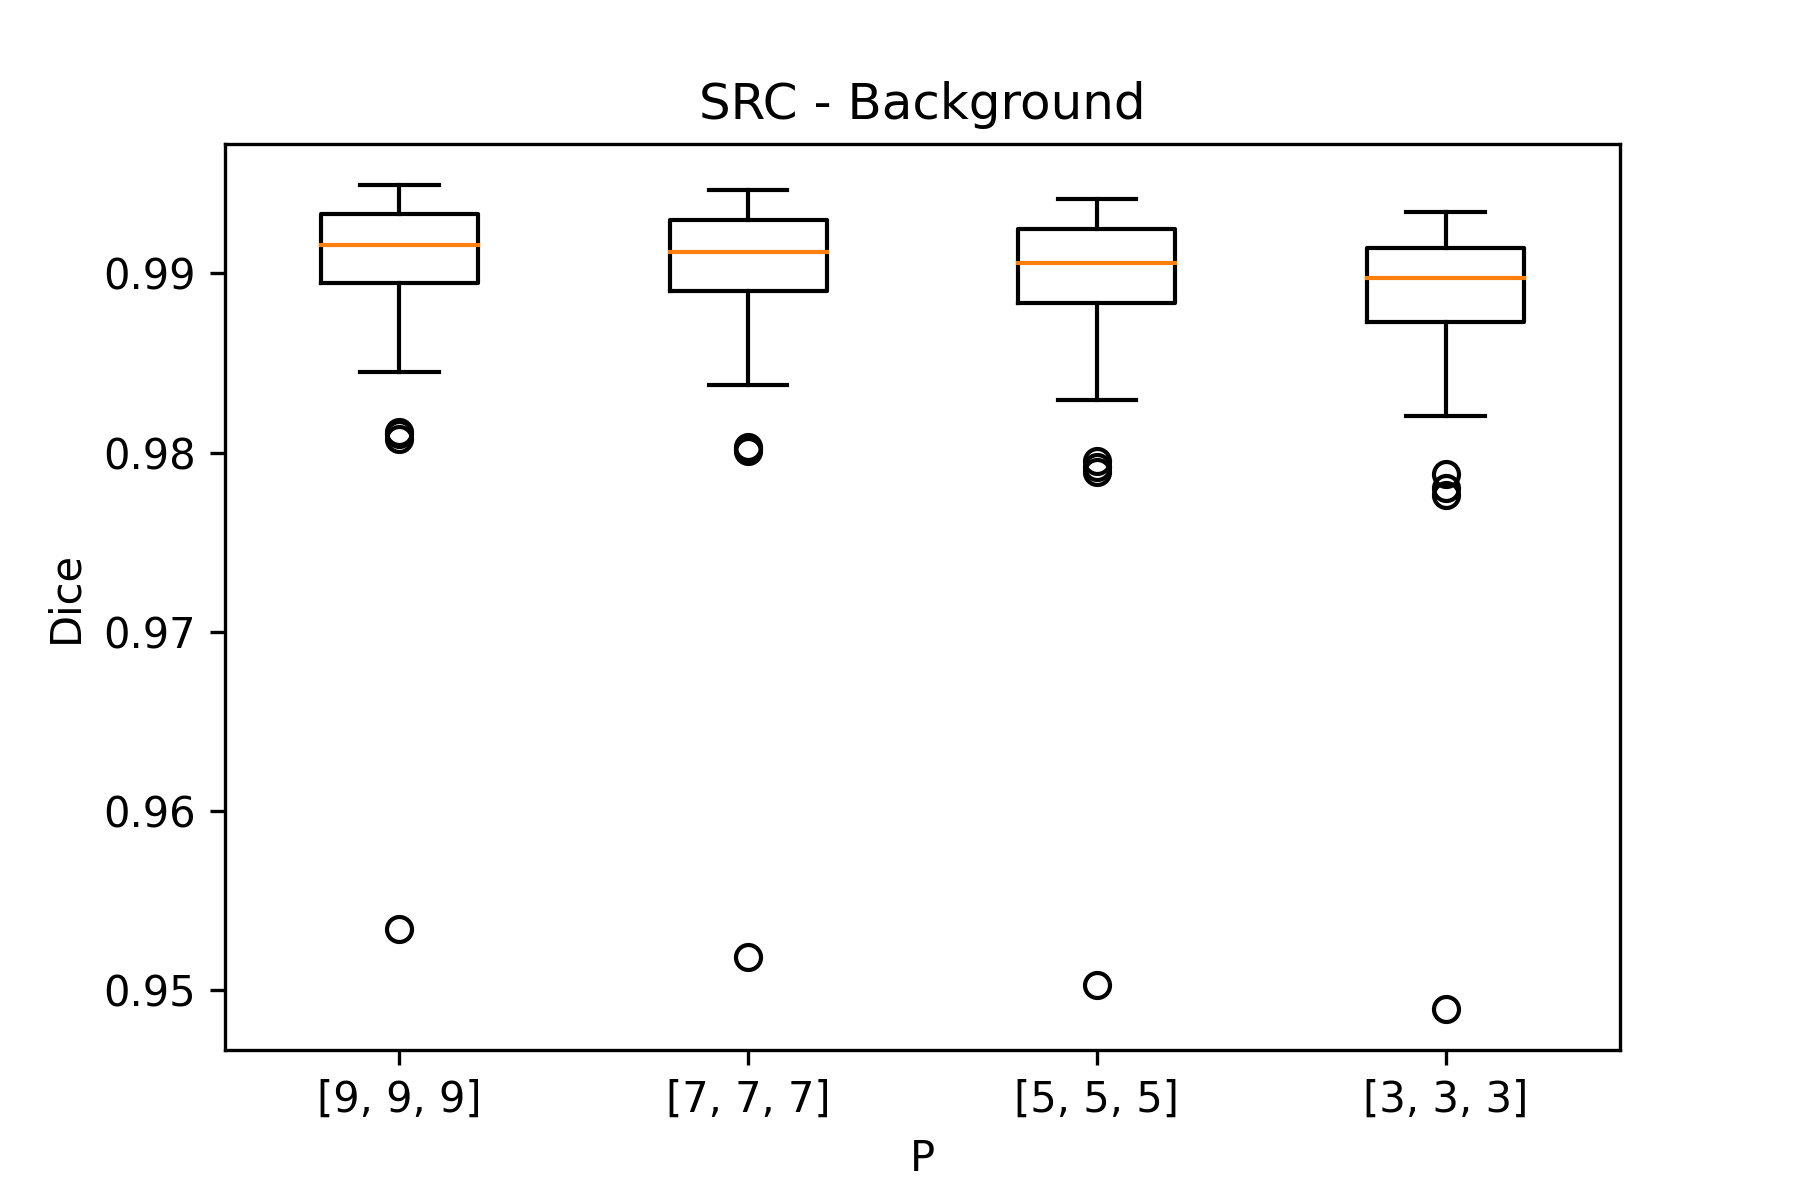 SRC - Background
Dice
0.99
0.98
0.97
0.96
0.95
[9, 9, 9] [7, 7, 7] [5, 5, 5] [3, 3, 3]
P